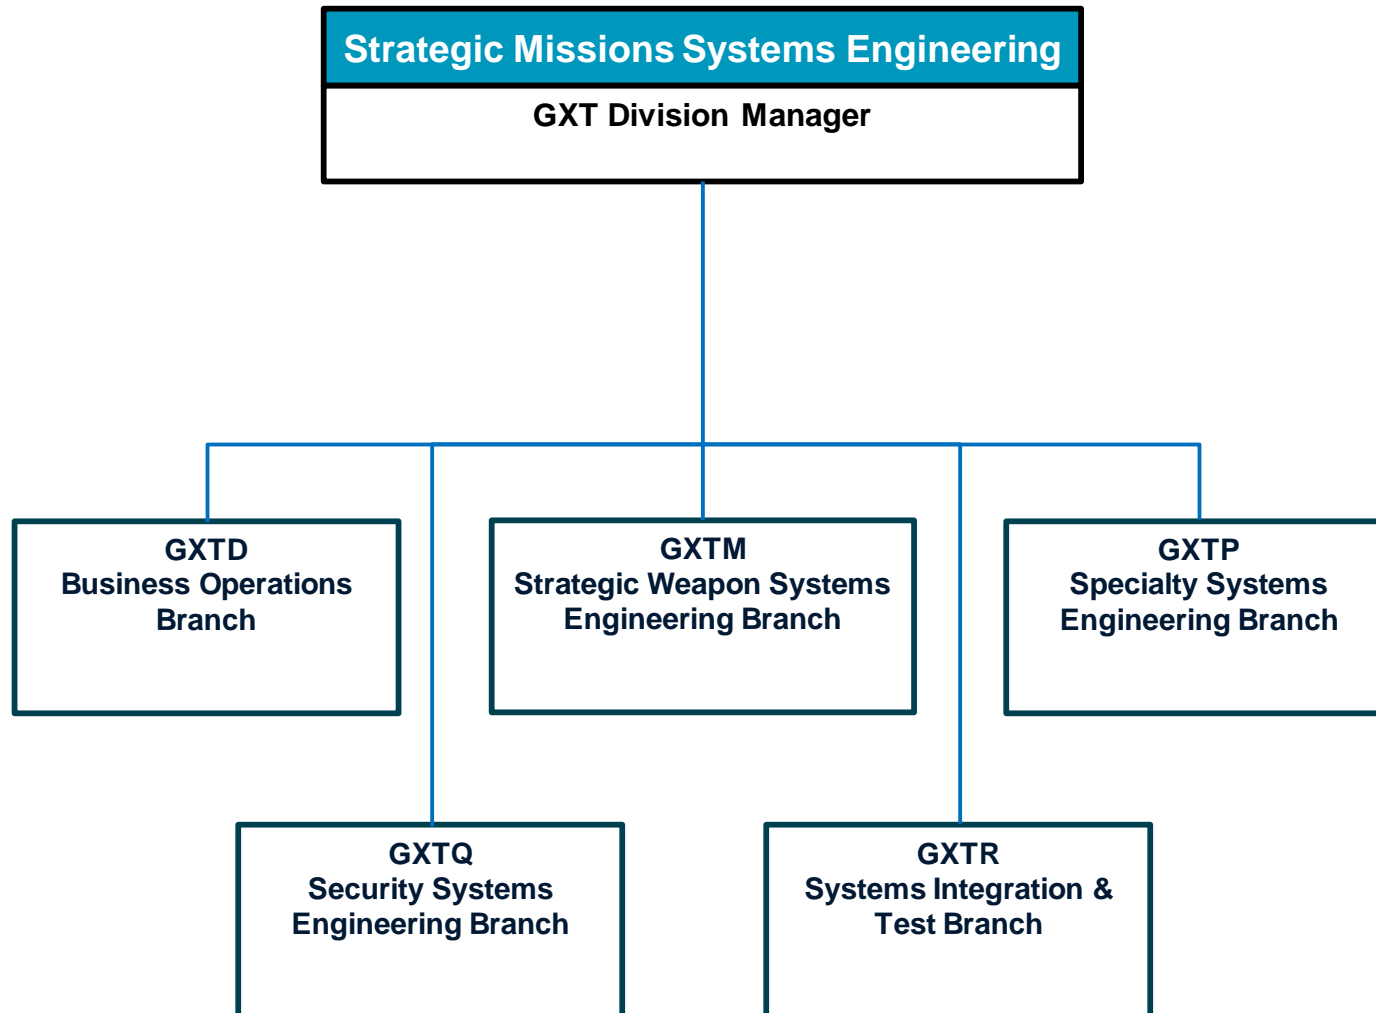 Strategic Missions Systems Engineering
GXT Division Manager
GXTD
Business Operations
Branch
GXTM
Strategic Weapon Systems
Engineering Branch
GXTP
Specialty Systems
Engineering Branch
GXTQ
Security Systems
Engineering Branch
GXTR
Systems Integration &
Test Branch